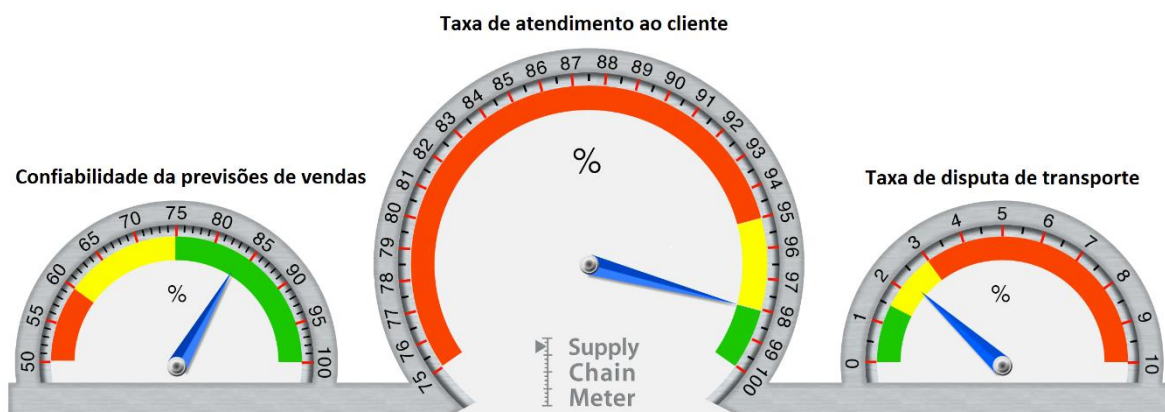 Taxa de atendimento ao cliente
75 76 77 78 79 80 81 82 83 84 85 86 87 88 89 90 91 92 93 94 95 96 97 98 99 100
%
Confiabilidade da previsões de vendas
50 55 60 65 70 75 80 85 90 95 100
%
Taxa de disputa de transporte
0 1 2 3 4 5 6 7 8 9 10
%
Supply
Chain
Meter